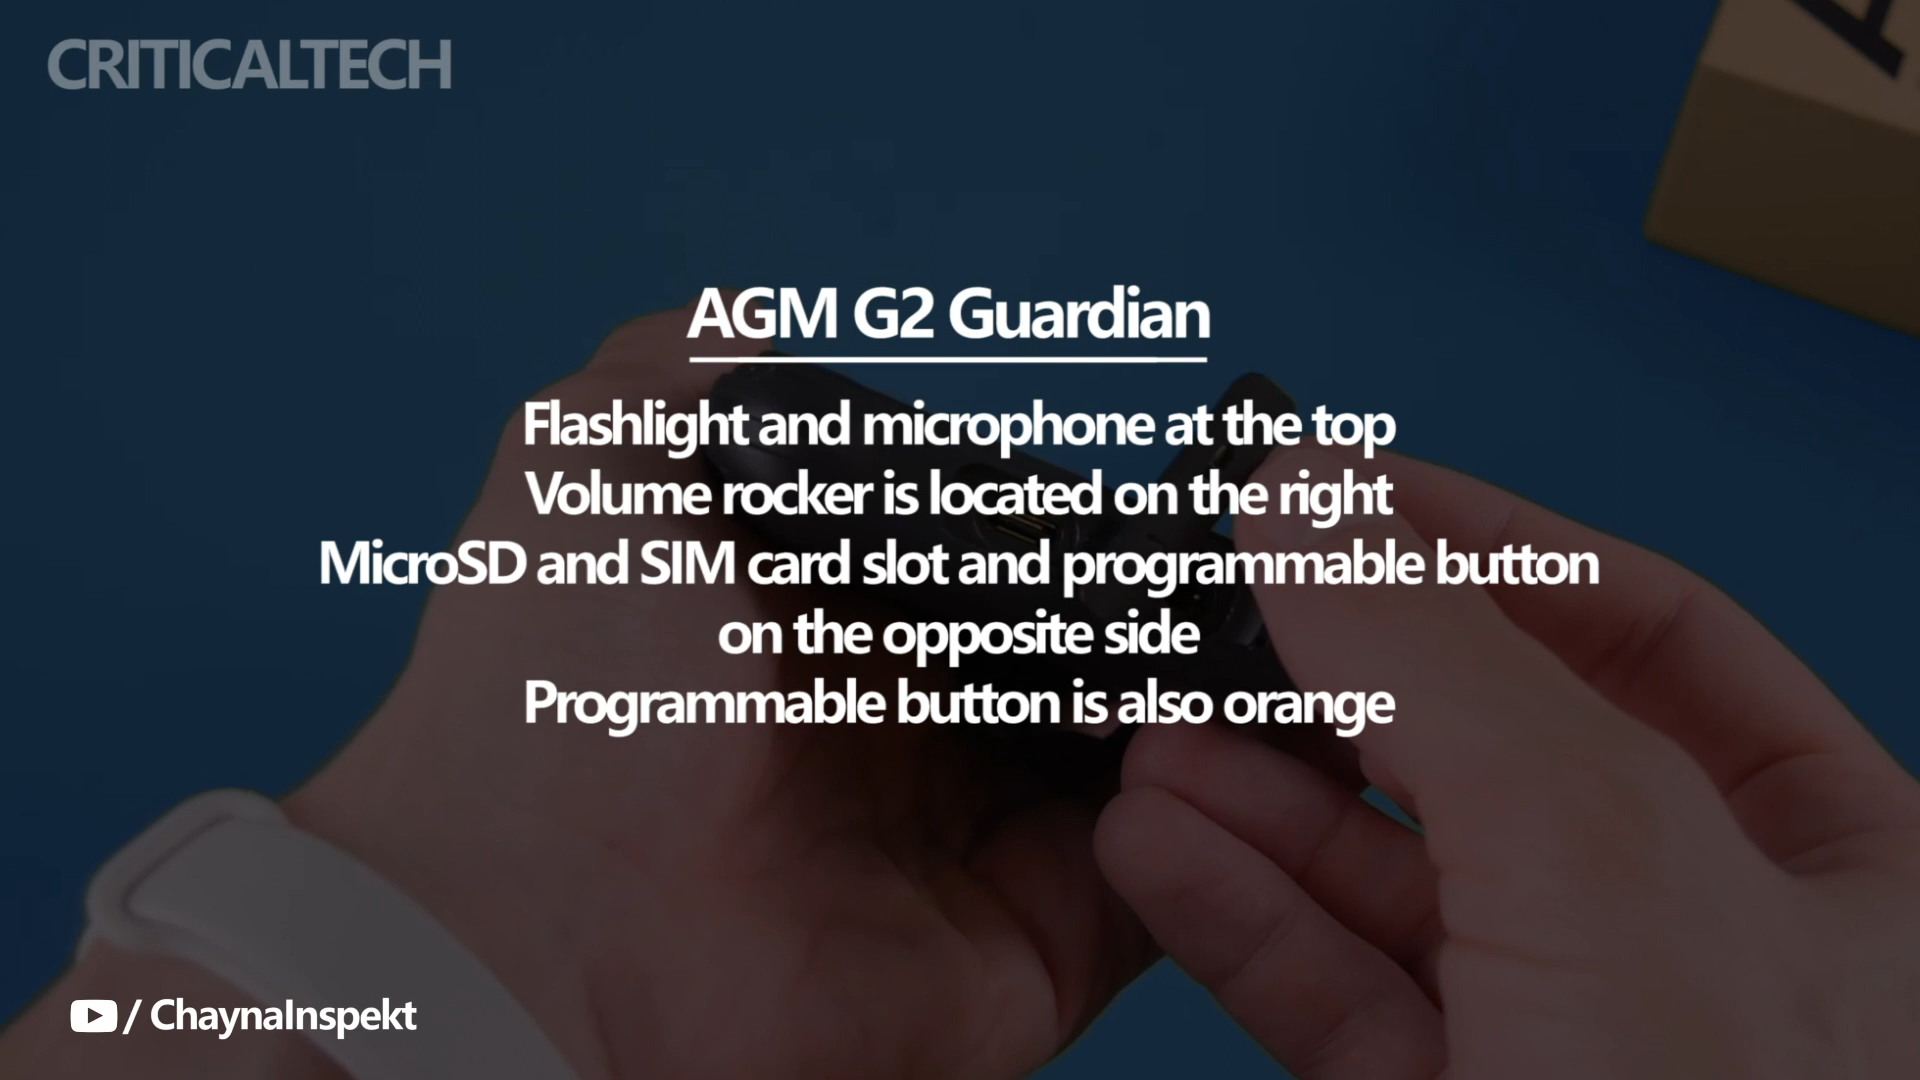 CRITICALTECH
AGM G2 Guardian
Flashlight and microphone at the top
Volume rocker is located on the right
MicroSD and SIM card slot and programmable button
on the opposite side
Programmable button is also orange
/ ChaynaInspekt